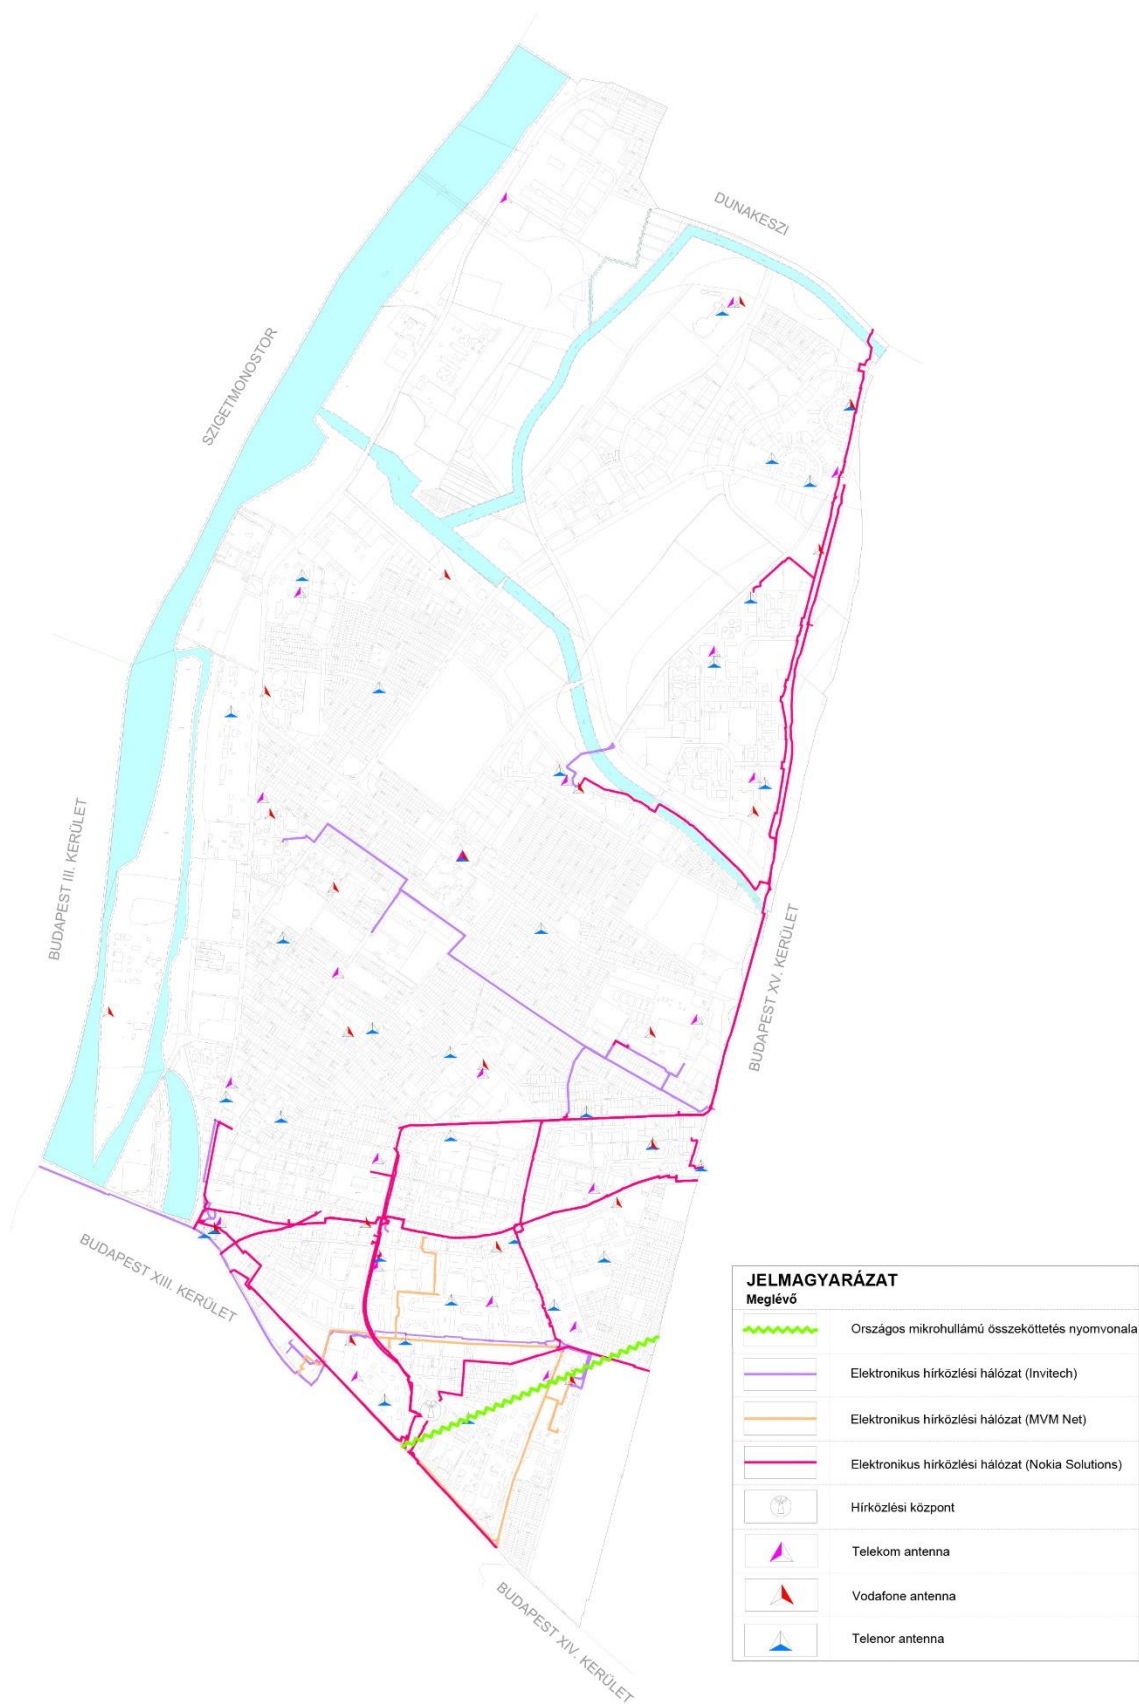 DUNAKESZI
SZIGETMONOSTOR
BUDAPEST III. KERÜLET
BUDAPEST XV. KERÜLET
BUDAPEST XIII. KERÜLET
BUDAPEST XIV. KERÜLET
JELMAGYARÁZAT
Meglévő
Országos mikrohullámú összeköttetés nyomvonala
Elektronikus hírközlési hálózat (Invitech)
Elektronikus hírközlési hálózat (MVM Net)
Elektronikus hírközlési hálózat (Nokia Solutions)
Hírközlési központ
Telekom antenna
Vodafone antenna
Telenor antenna